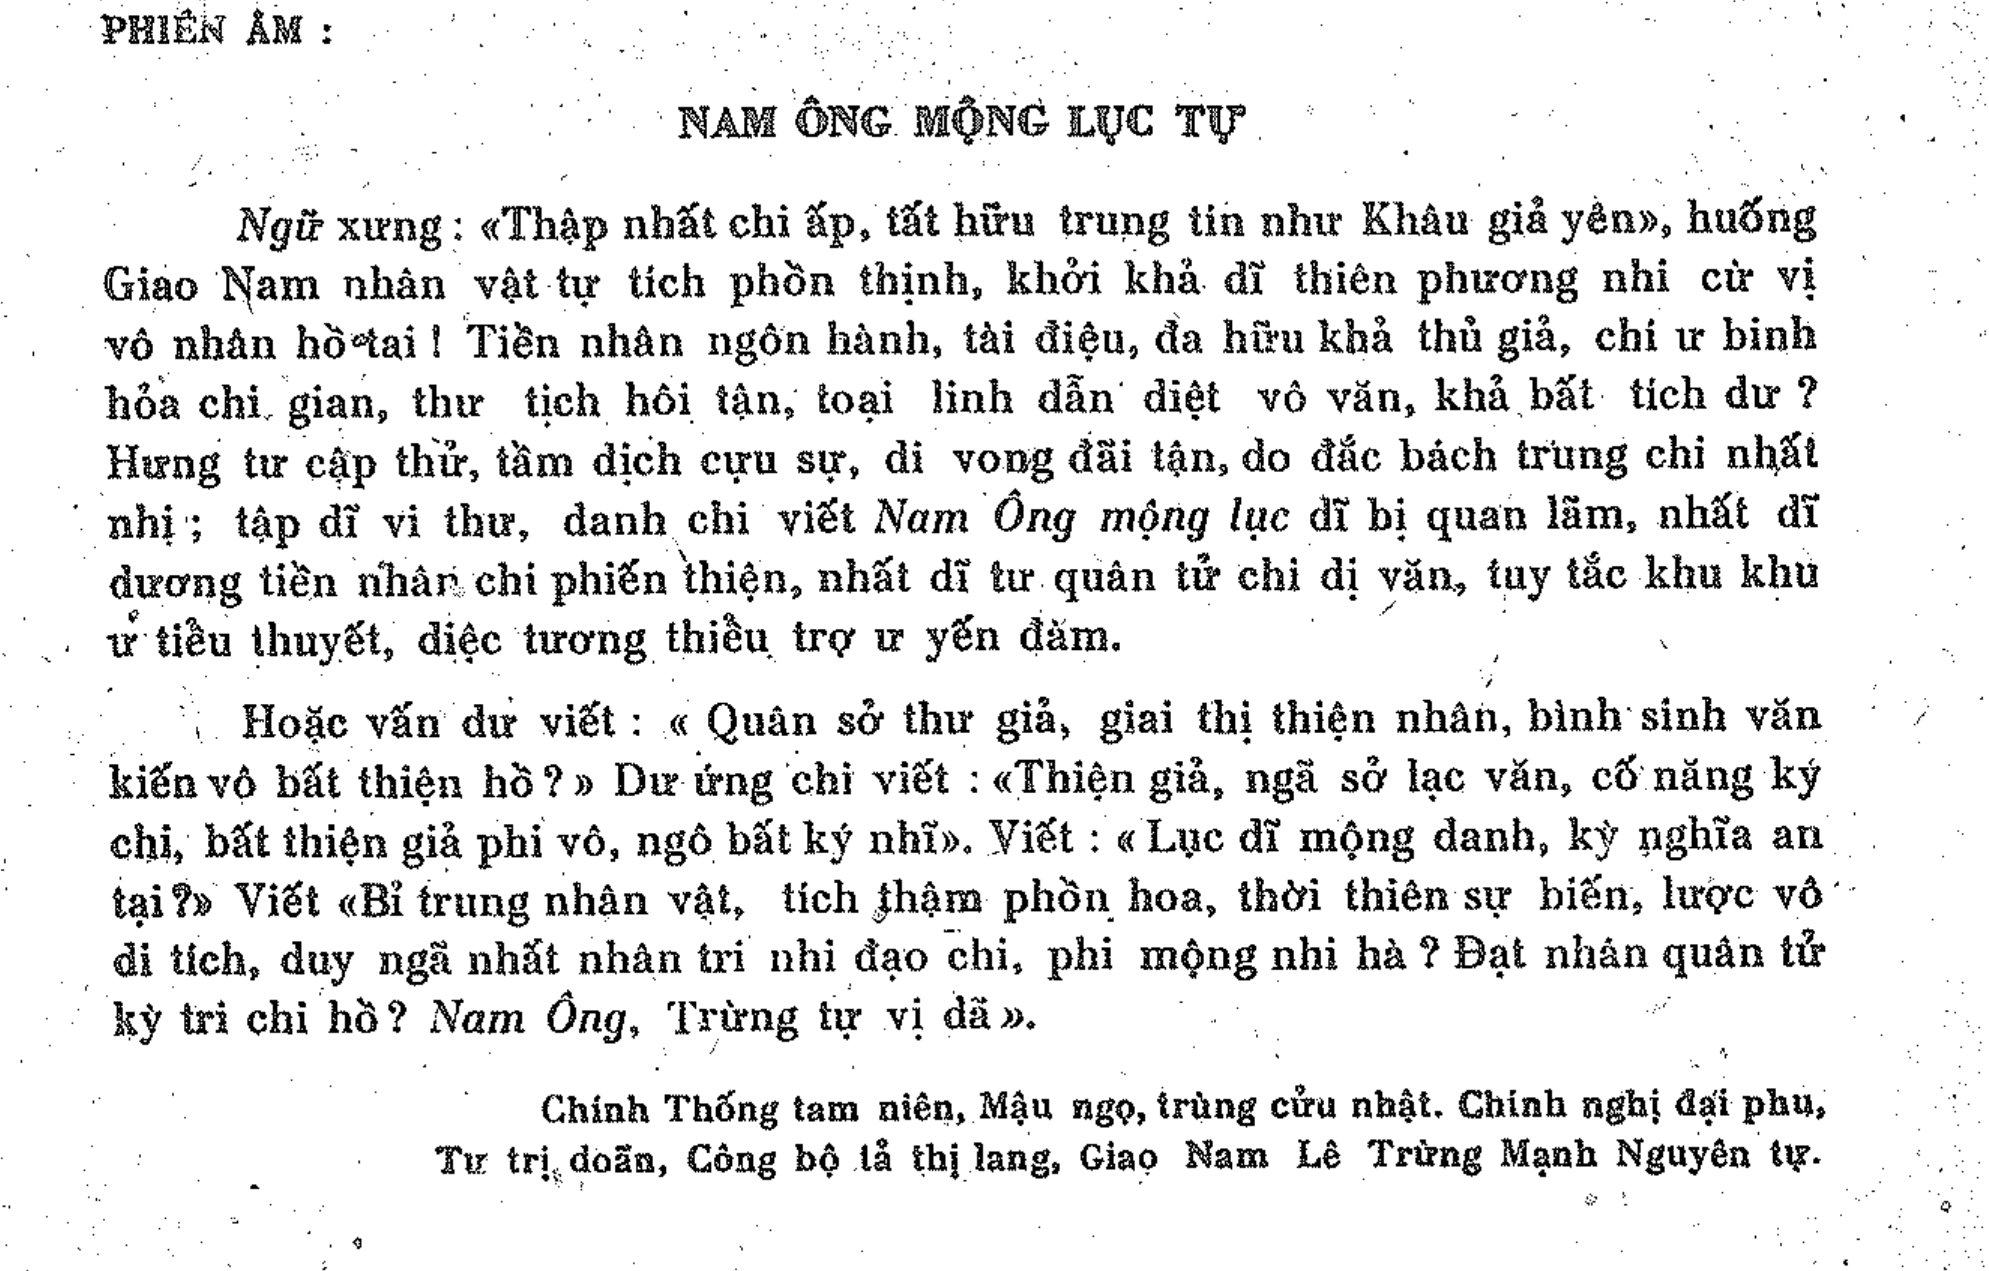 PHIÊN ÂM :
NAM ÔNG MỘNG LỤC TỰ
Ngữ xưng : «Thập nhất chi ấp, tất hữu trung tín như Khâu giả yên», huống
Giao Nam nhân vật tự tích phồn thịnh, khởi khả dĩ thiên phương nhi cừ vị
vô nhân hồ tai ! Tiền nhân ngôn hành, tài điệu, đa hữu khả thủ giả, chí ư binh
hỏa chi gian, thư tịch hôi tận, toại linh dẫn diệt vô văn, khả bất tích dư ?
Hưng tư cập thử, tầm dịch cựu sự, di vong đãi tận, do đắc bách trung chi nhất
nhị ; tập dĩ vi thư, danh chi viết Nam Ông mộng lục dĩ bị quan lãm, nhất dĩ
dương tiền nhân chi phiến thiện, nhất dĩ tư quân tử chi dị văn, tuy tắc khu khu
ư tiểu thuyết, diệc tương thiểu trợ ư yến đàm.
Hoặc vấn dư viết : « Quân sở thư giả, giai thị thiện nhân, bình sinh văn
kiến vô bất thiện hồ ? » Dư ứng chi viết : «Thiện giả, ngã sở lạc văn, cố năng ký
chi, bất thiện giả phi vô, ngô bất ký nhĩ». Viết : « Lục dĩ mộng danh, kỳ nghĩa an
tại ?» Viết «Bỉ trung nhân vật, tích thậm phồn hoa, thời thiên sự biến, lược vô
di tích, duy ngã nhất nhân tri nhi đạo chi, phi mộng nhi hà ? Đạt nhân quân tử
kỳ tri chi hồ ? Nam Ông, Trừng tự vị dã ».
Chính Thống tam niên, Mậu ngọ, trùng cửu nhật. Chính nghị đại phu,
Tư trị doãn, Công bộ tả thị lang, Giao Nam Lê Trừng Mạnh Nguyên tự.